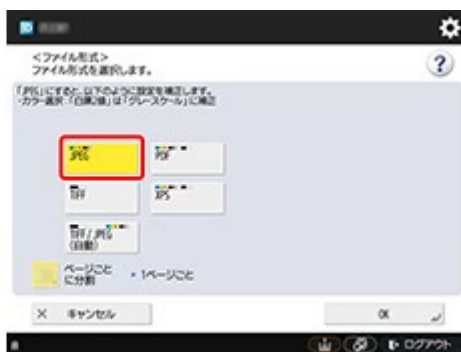 <ファイル形式>
ファイル形式を選択します。
?
「JPEG」にすると、以下のように設定を補正します。
・カラー選択:「白黒2値」は「グレースケール」に補正
JPEG
PDF
TIFF
XPS
TIFF/JPEG
(自動)
ページごと
に分割
・1ページごと
× キャンセル
OK
ログアウト